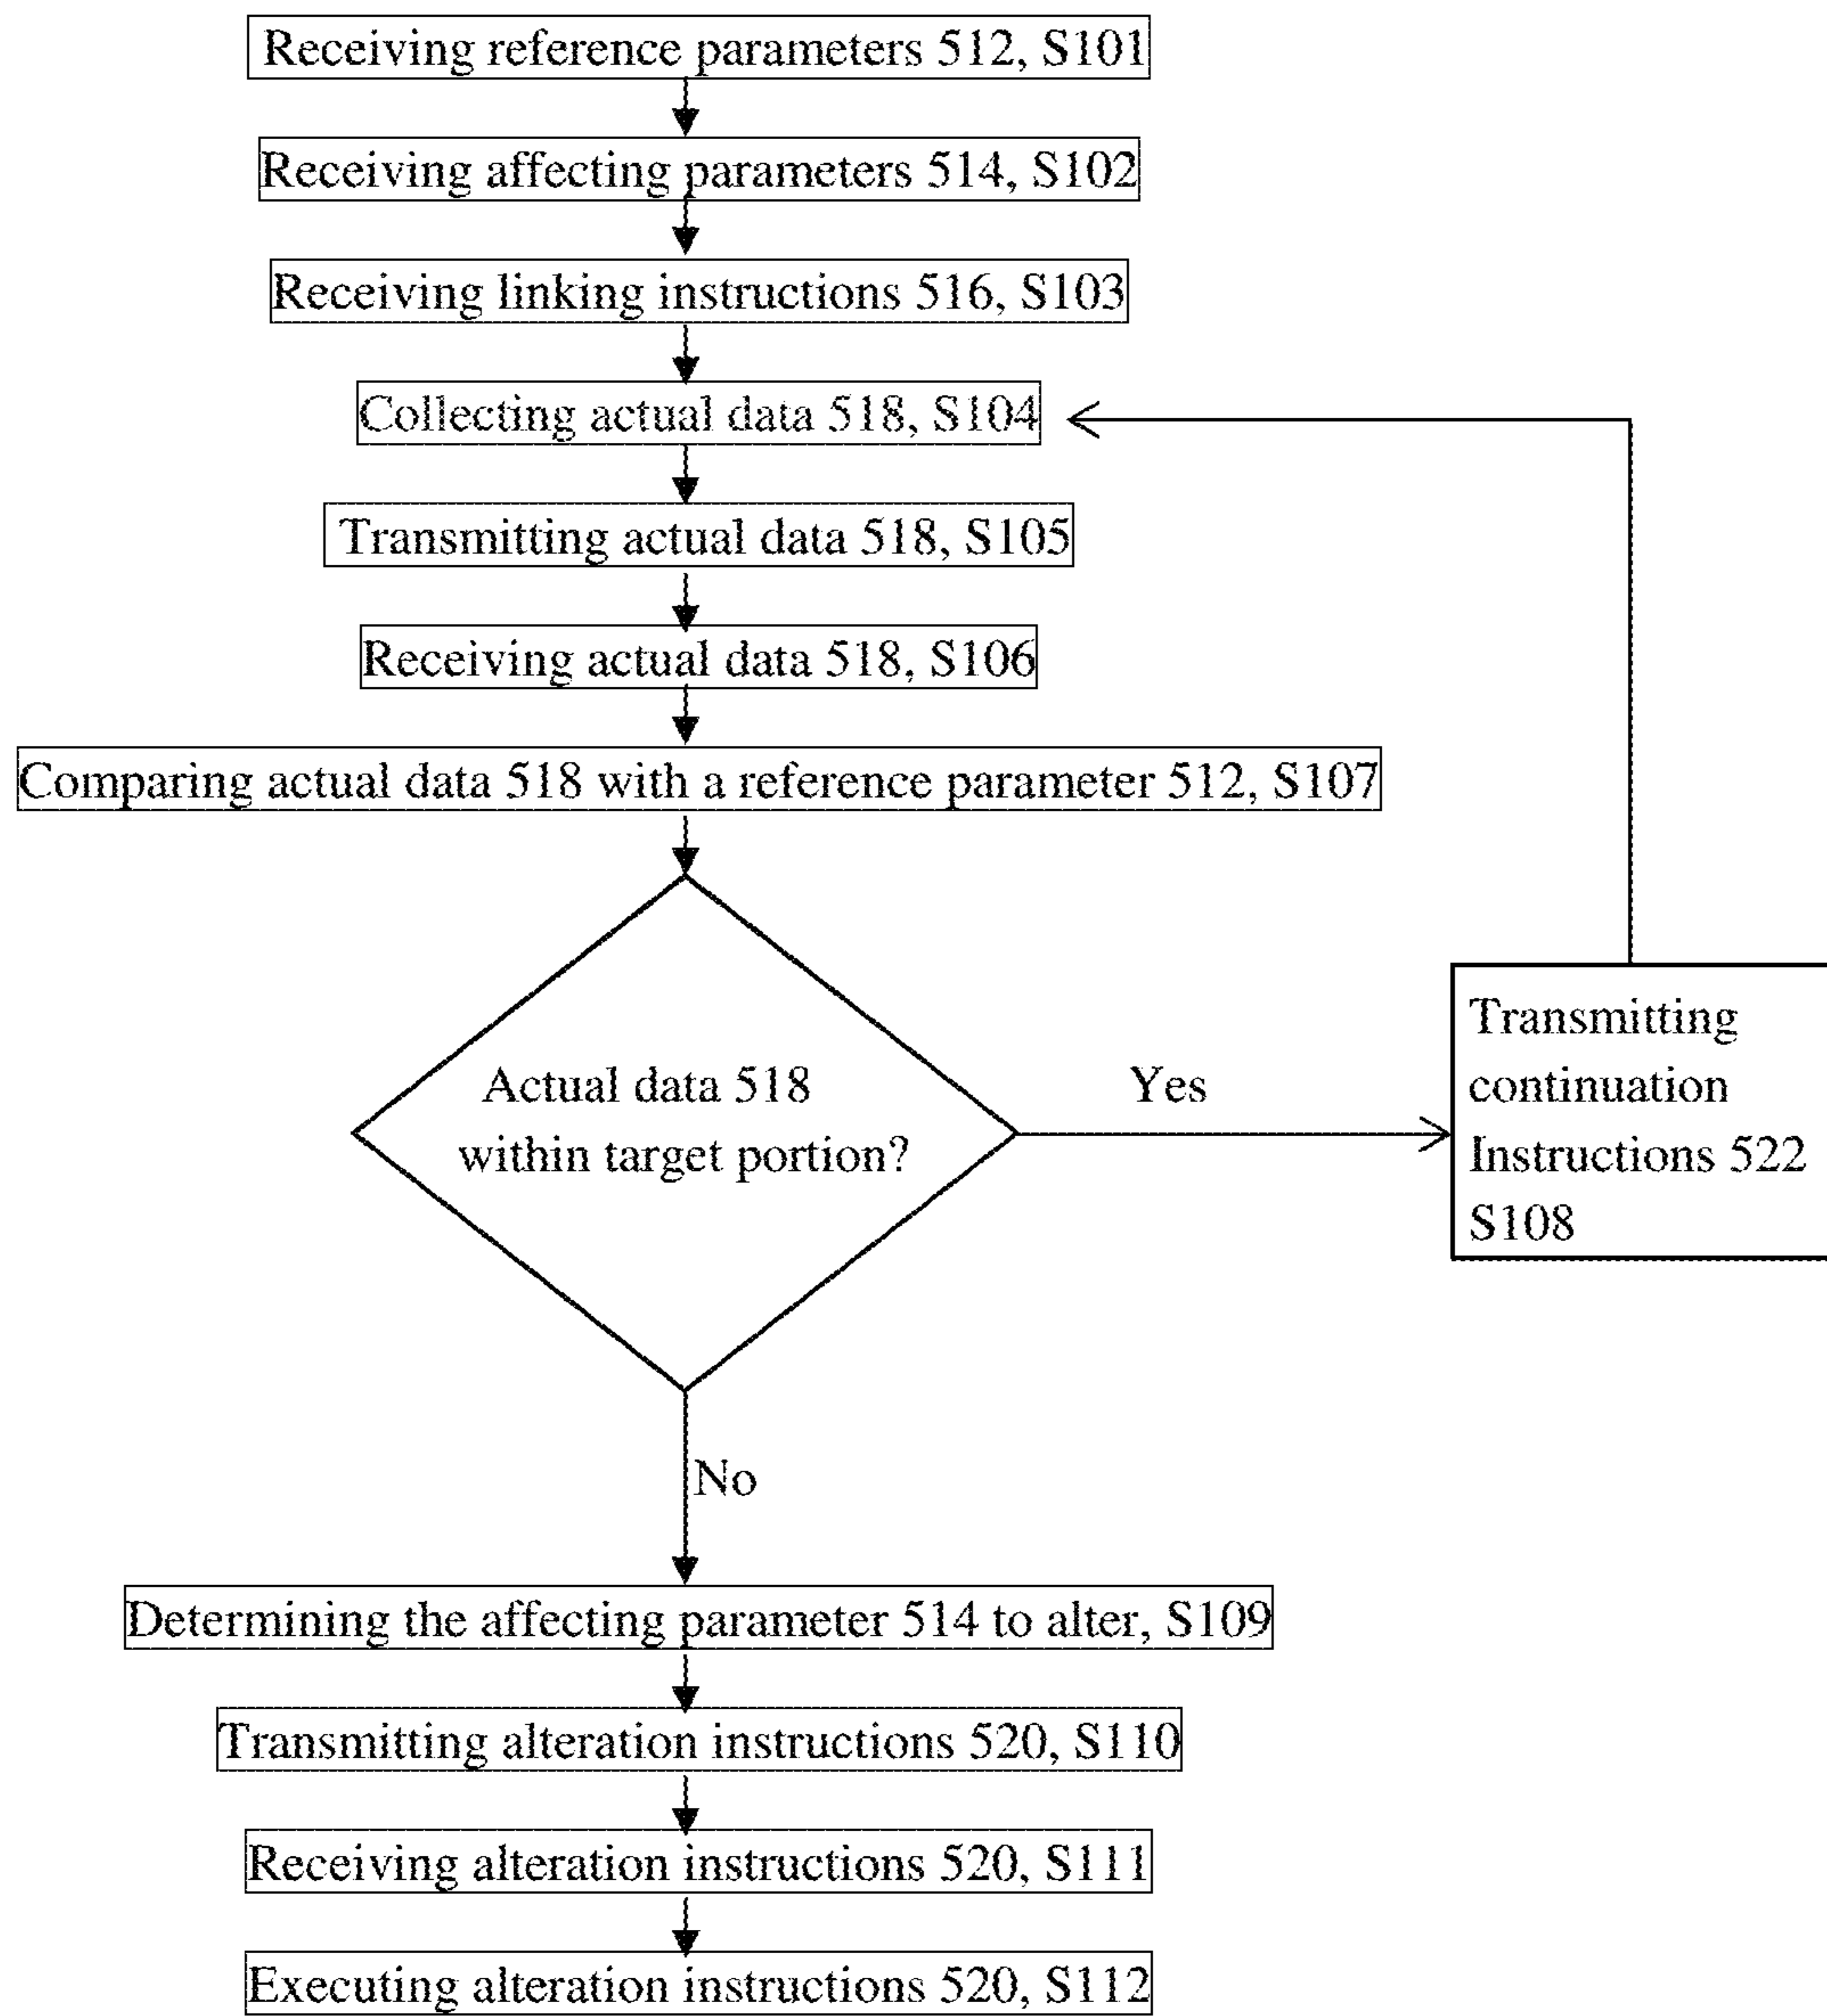 Receiving reference parameters 512, S101
Receiving affecting parameters 514, S102
Receiving linking instructions 516, S103
Collecting actual data 518, S104
Transmitting actual data 518, S105
Receiving actual data 518, S106
Comparing actual data 518 with a reference parameter 512, S107
Actual data 518
within target portion?
Yes
Transmitting
continuation
Instructions 522
S108
No
Determining the affecting parameter 514 to alter, S109
Transmitting alteration instructions 520, S110
Receiving alteration instructions 520, S111
Executing alteration instructions 520, S112